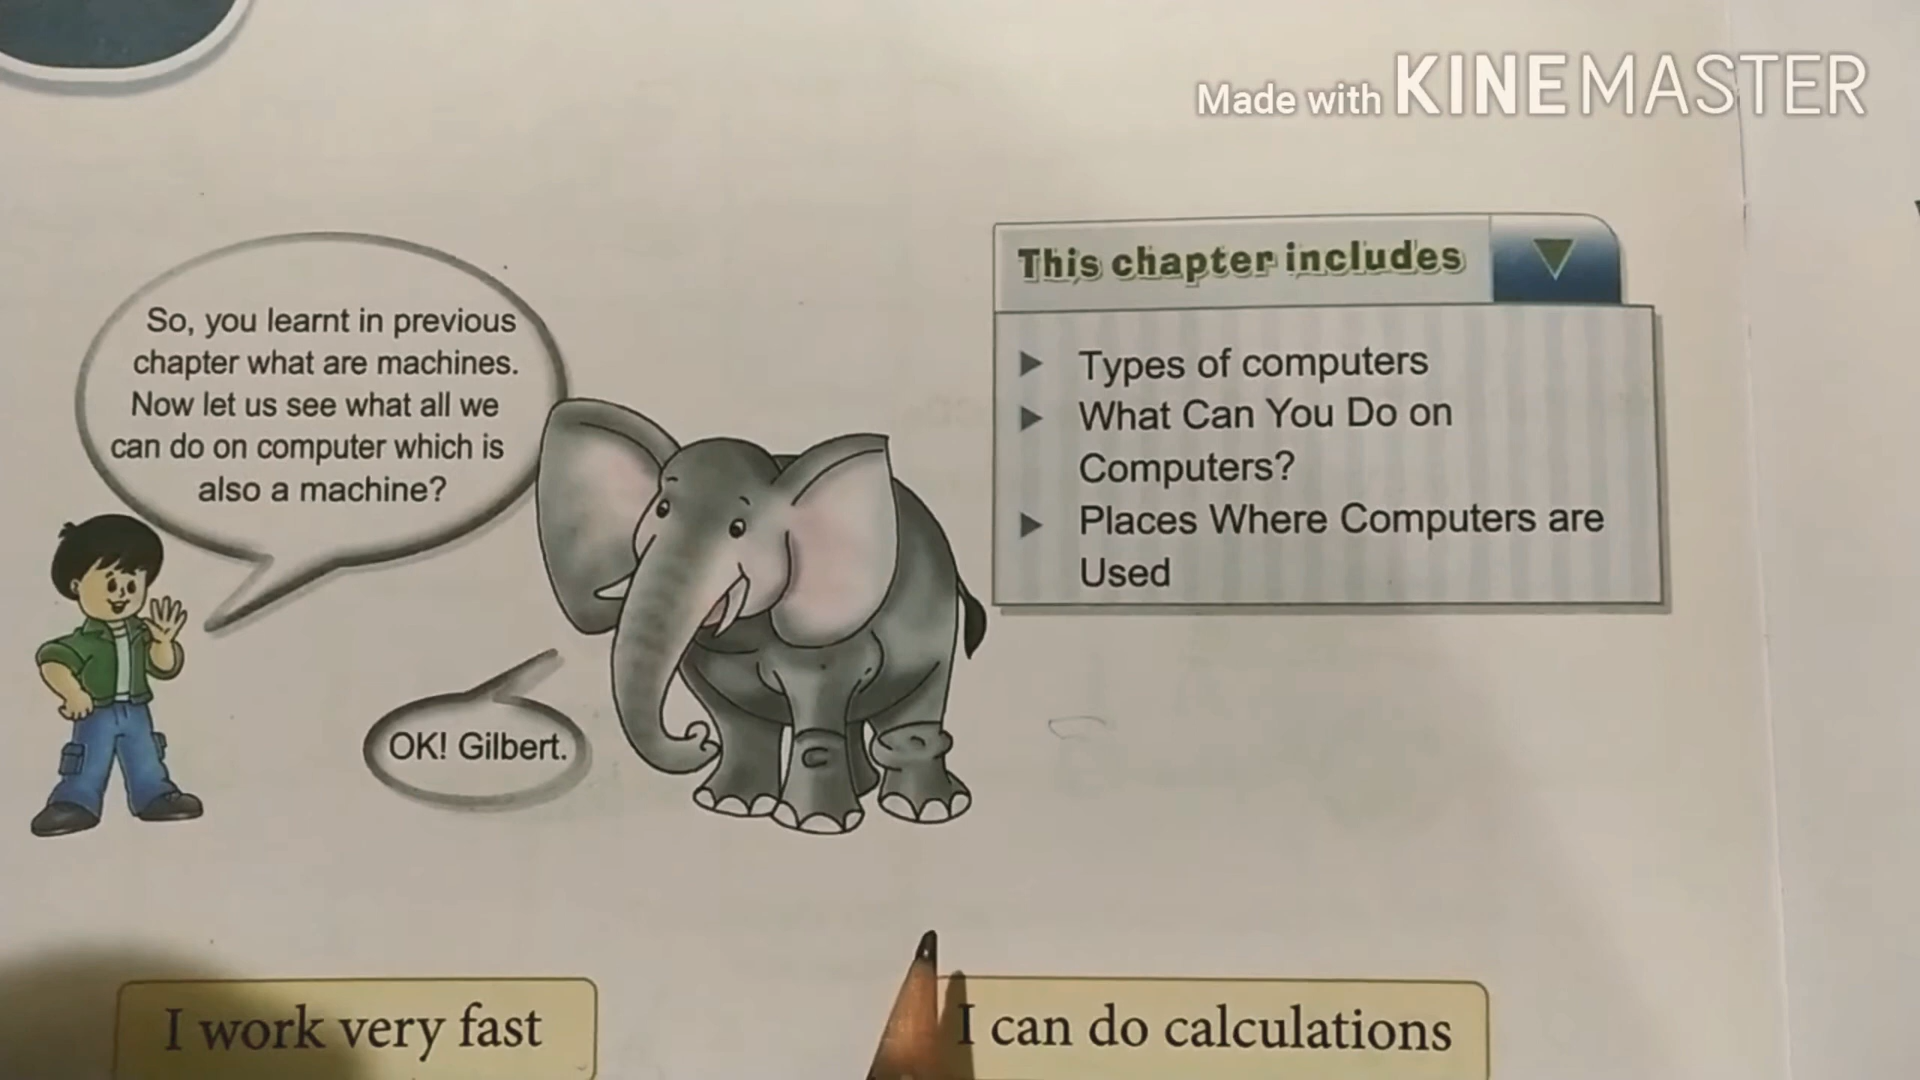 Made with KINEMASTER
So, you learnt in previous
chapter what are machines.
Now let us see what all we
can do on computer which is
also a machine?
OK! Gilbert.
This chapter includes
Types of computers
What Can You Do on
Computers?
Places Where Computers are
Used
I work very fast
I can do calculations